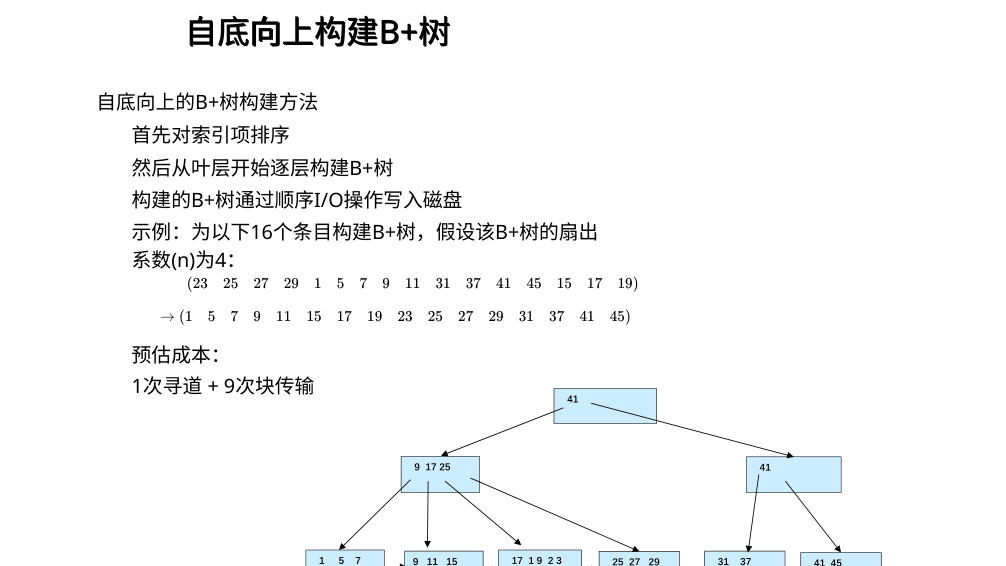 自底向上构建B+树
自底向上的B+树构建方法
首先对索引项排序
然后从叶层开始逐层构建B+树
构建的B+树通过顺序I/O操作写入磁盘
示例：为以下16个条目构建B+树，假设该B+树的扇出
系数(n)为4：
(23 25 27 29 1 5 7 9 11 31 37 41 45 15 17 19)
→ (1 5 7 9 11 15 17 19 23 25 27 29 31 37 41 45)
预估成本：
1次寻道 + 9次块传输
41
9 17 25
41
1 5 7
9 11 15
17 1 9 2 3
25 27 29
31 37
41 45